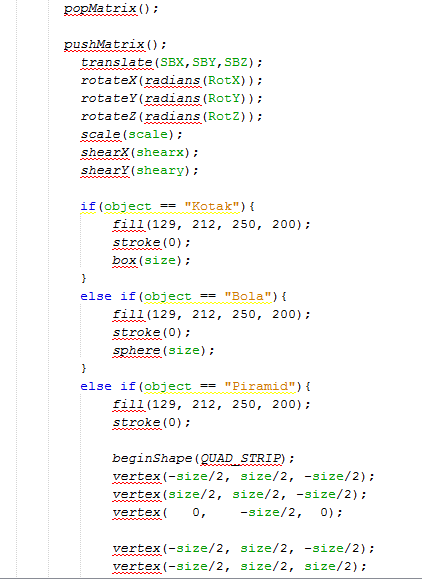 popMatrix();
pushMatrix();
translate(SBX,SBY,SBZ);
rotateX(radians(RotX));
rotateY(radians(RotY));
rotateZ(radians(RotZ));
scale(scale);
shearX(shearx);
shearY(sheary);
if(object == "Kotak"){
fill(129, 212, 250, 200);
stroke(0);
box(size);
}
else if(object == "Bola"){
fill(129, 212, 250, 200);
stroke(0);
sphere(size);
}
else if(object == "Piramid"){
fill(129, 212, 250, 200);
stroke(0);
beginShape(QUAD_STRIP);
vertex(-size/2, size/2, -size/2);
vertex(size/2, size/2, -size/2);
vertex(   0,    -size/2,  0);
vertex(-size/2, size/2, -size/2);
vertex(-size/2, size/2, size/2);